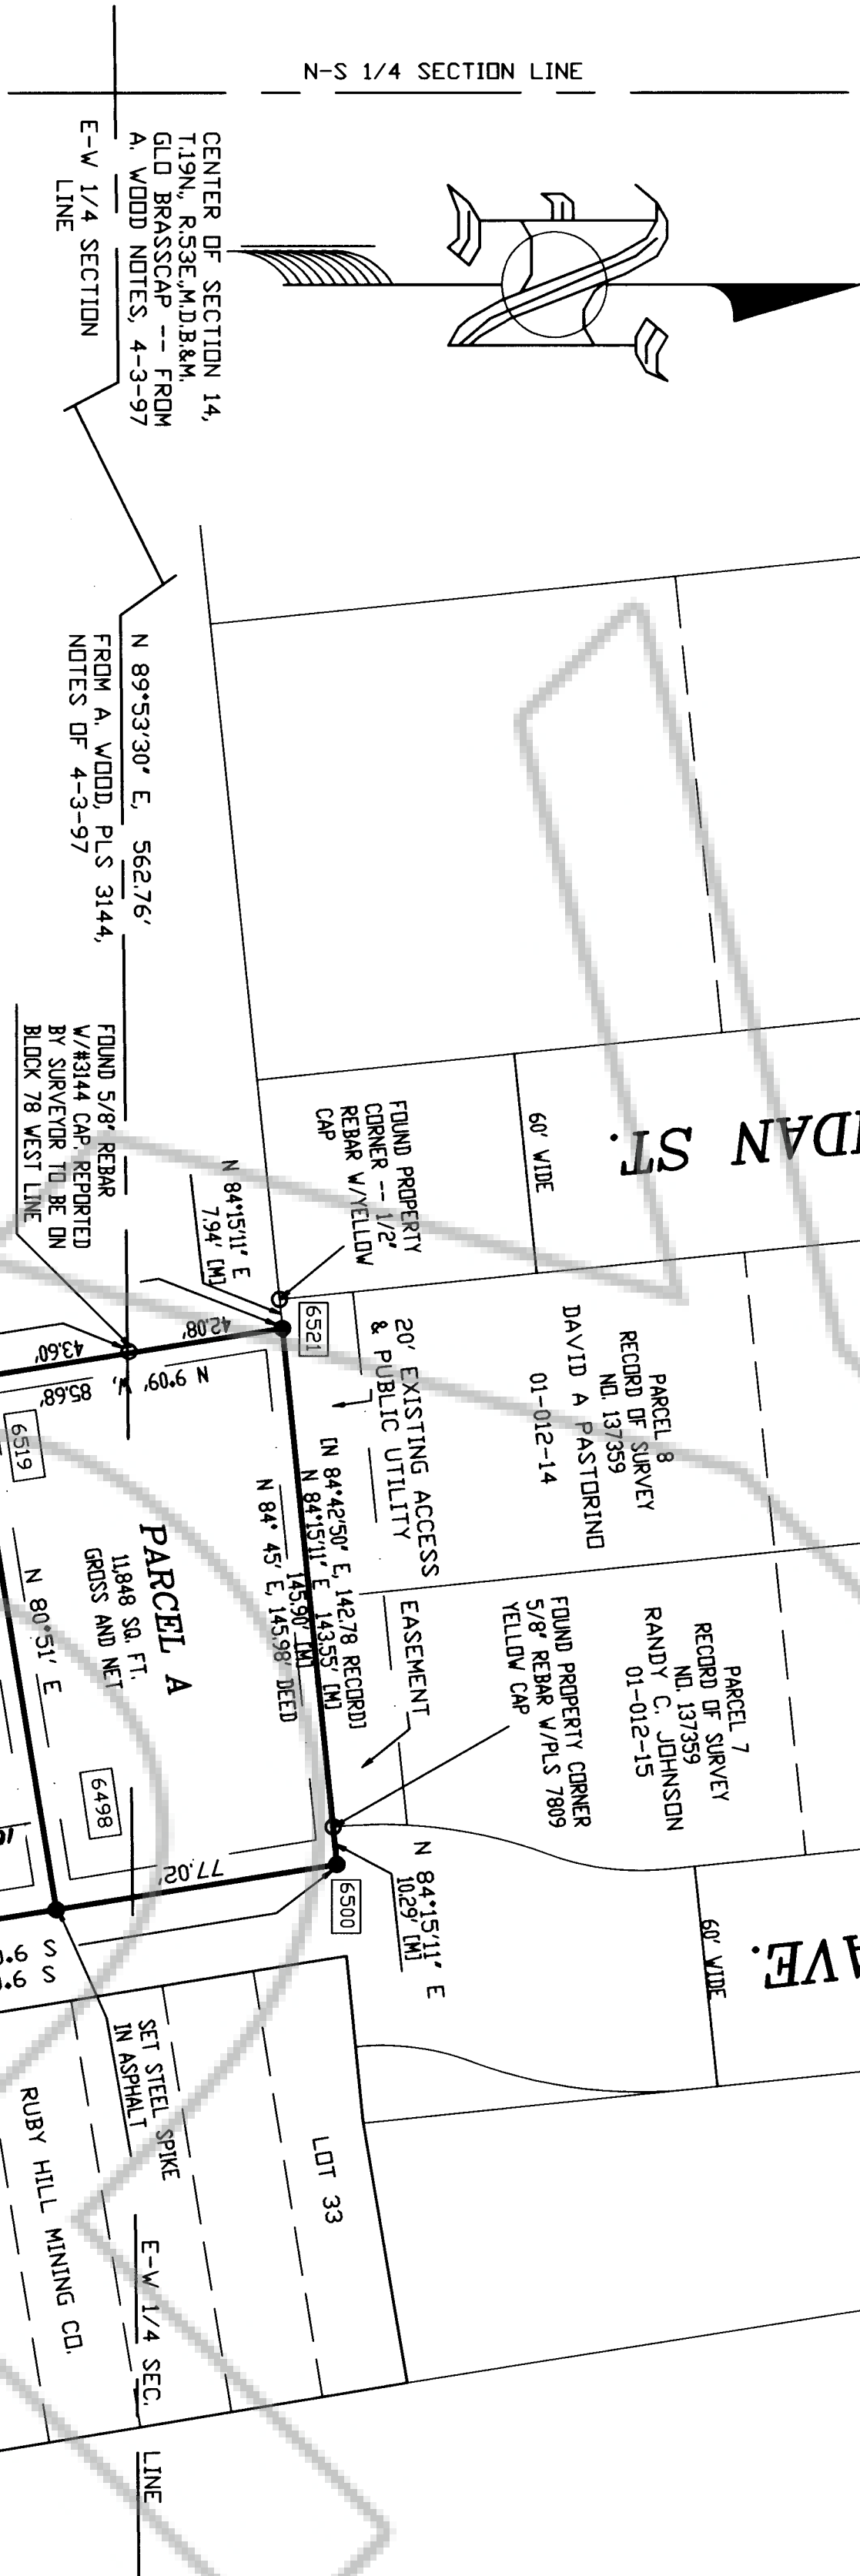 N-S 1/4 SECTION LINE
CENTER OF SECTION 14,
T.19N, R.53E.,M.D.B.&M.
GLO BRASSCAP -- FROM
A. WOOD NOTES, 4-3-97
E-W 1/4 SECTION
LINE
N 89°53'30" E, 562.76'
FROM A. WOOD, PLS 3144,
NOTES OF 4-3-97
FOUND 5/8" REBAR
W/#3144 CAP, REPORTED
BY SURVEYOR TO BE ON
BLOCK 78 WEST LINE
N 84°15'11" E
7.94' [M]
FOUND PROPERTY
CORNER -- 1/2"
REBAR W/YELLOW
CAP
60' WIDE
DAN ST.
6521
42.08'
43.60'
N 9°09' W,
85.68'
6519
20' EXISTING ACCESS
& PUBLIC UTILITY
EASEMENT
PARCEL 8
RECORD OF SURVEY
NO. 137359
DAVID A PASTORINO
01-012-14
[N 84°42'50" E, 142.78 RECORD]
N 84°15'11" E 143.55' [M]
145.90' [M]
N 84° 45' E, 145.98' DEED
PARCEL A
11,848 SQ. FT.
GROSS AND NET
N 80°51' E
6498
77.02'
FOUND PROPERTY CORNER
5/8" REBAR W/PLS 7809
YELLOW CAP
PARCEL 7
RECORD OF SURVEY
NO. 137359
RANDY C. JOHNSON
01-012-15
N 84°15'11" E
10.29' [M]
6500
60' WIDE
AVE.
S 9°
S 9°
SET STEEL SPIKE
IN ASPHALT
LOT 33
RUBY HILL MINING CO.
E-W 1/4 SEC. LINE